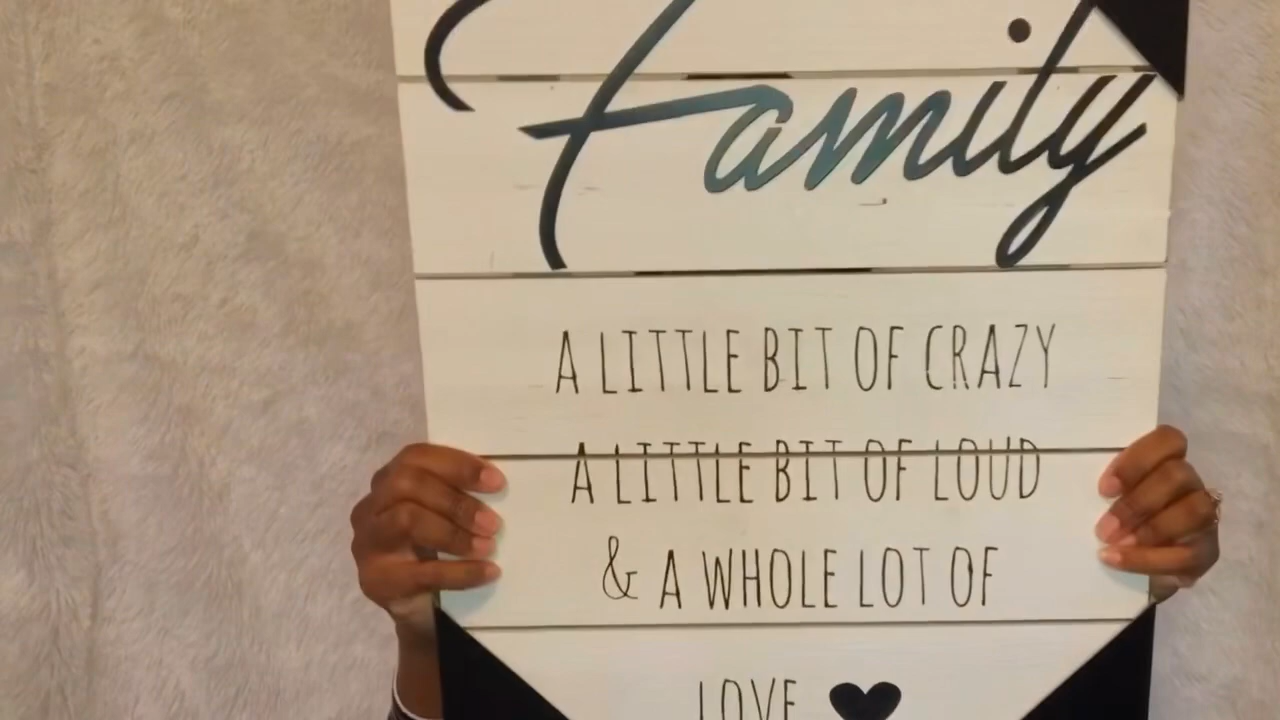 Family
A LITTLE BIT OF CRAZY
A LITTLE BIT OF LOUD
& A WHOLE LOT OF
LOVE